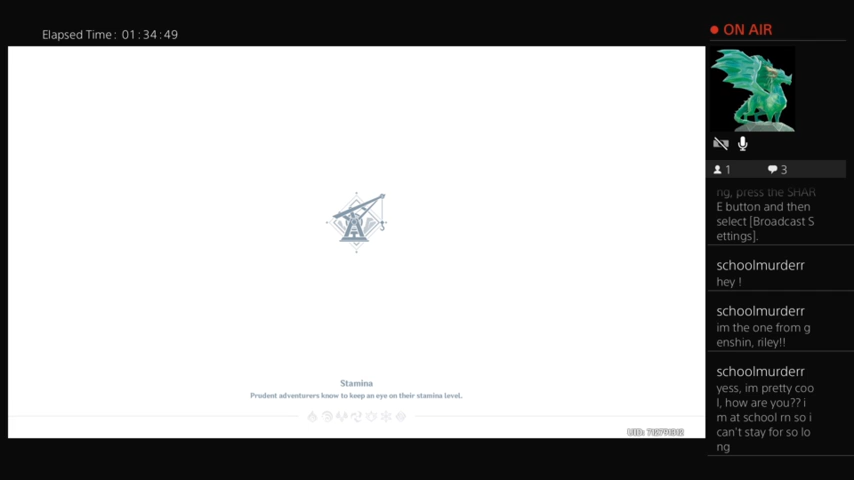 Elapsed Time: 01:34:49
ON AIR
1 3
ng, press the SHAR
E button and then
select [Broadcast S
ettings].
schoolmurderr
hey !
schoolmurderr
im the one from g
enshin, riley!!
schoolmurderr
yess, im pretty coo
l, how are you?? i
m at school rn so i
can't stay for so lo
ng
Stamina
Prudent adventurers know to keep an eye on their stamina level.
UID: